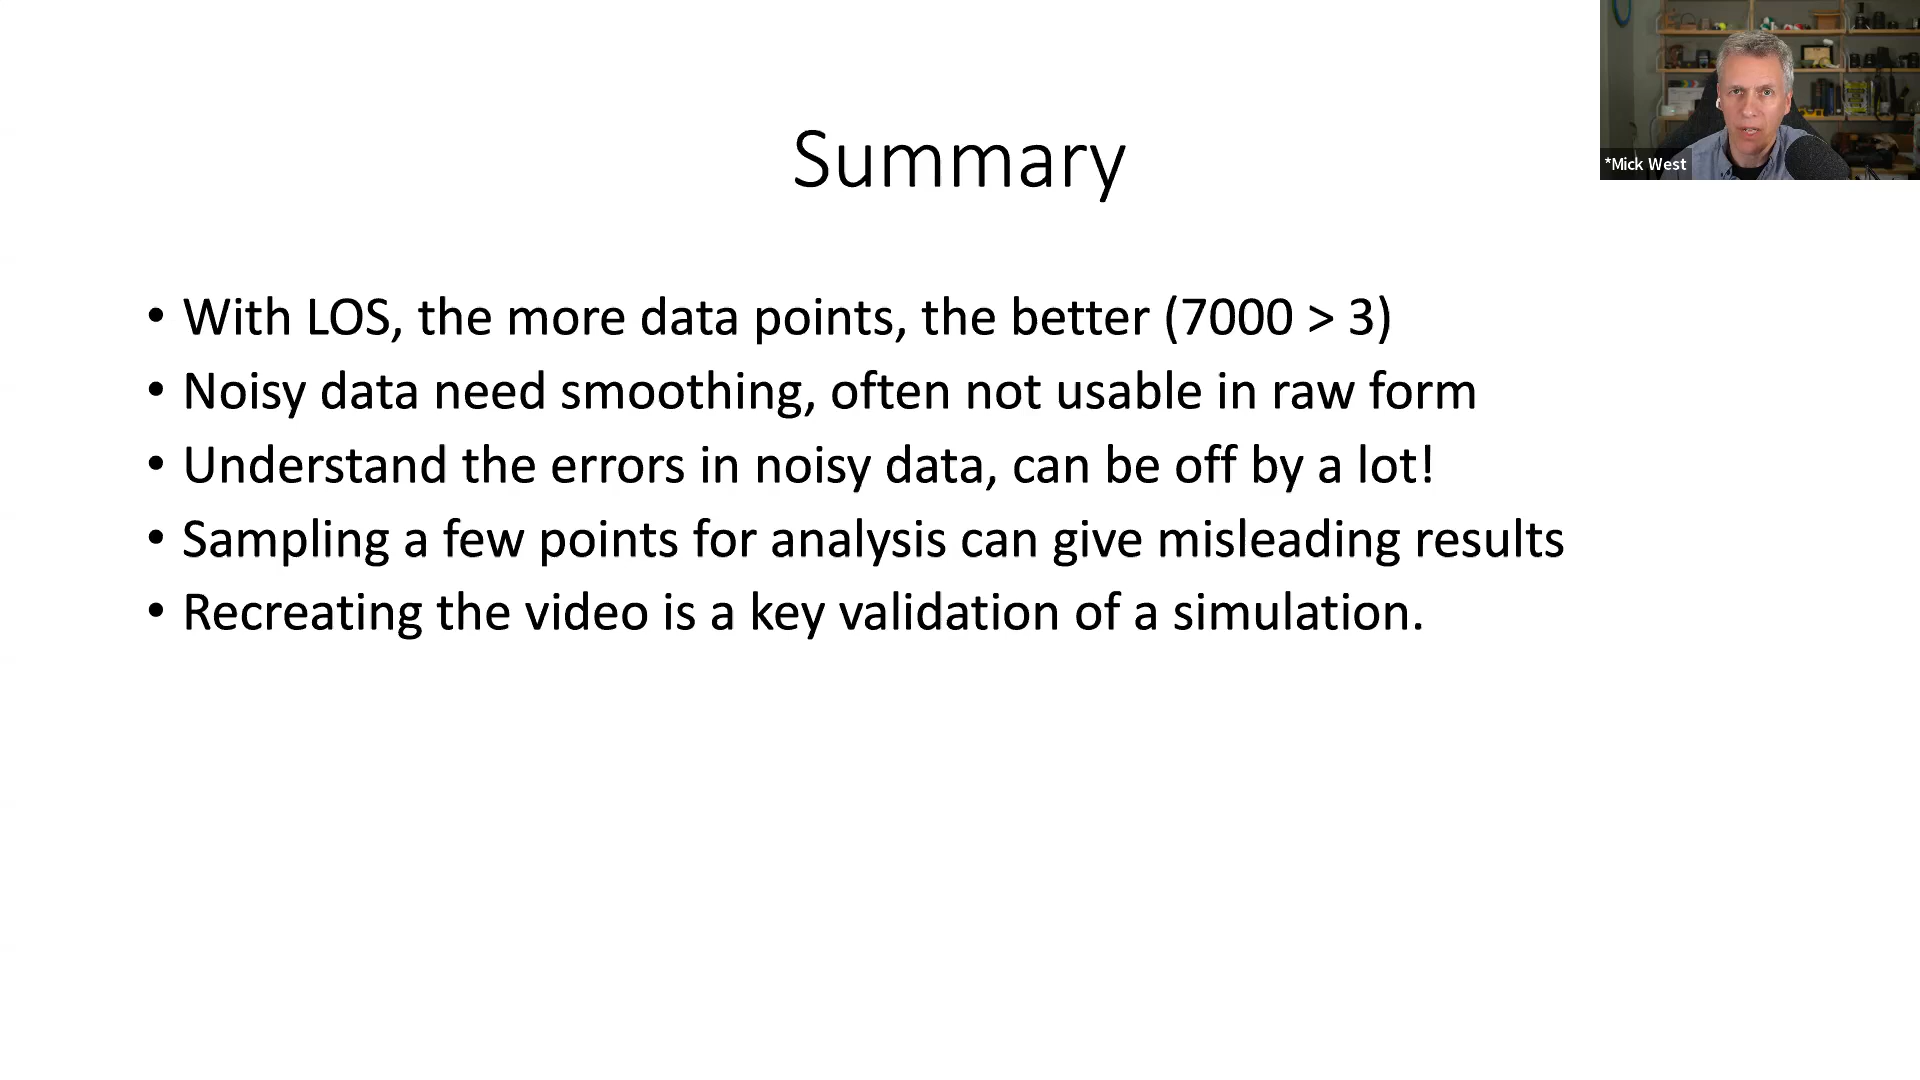 Summary
*Mick West
• With LOS, the more data points, the better (7000 > 3)
• Noisy data need smoothing, often not usable in raw form
• Understand the errors in noisy data, can be off by a lot!
• Sampling a few points for analysis can give misleading results
• Recreating the video is a key validation of a simulation.